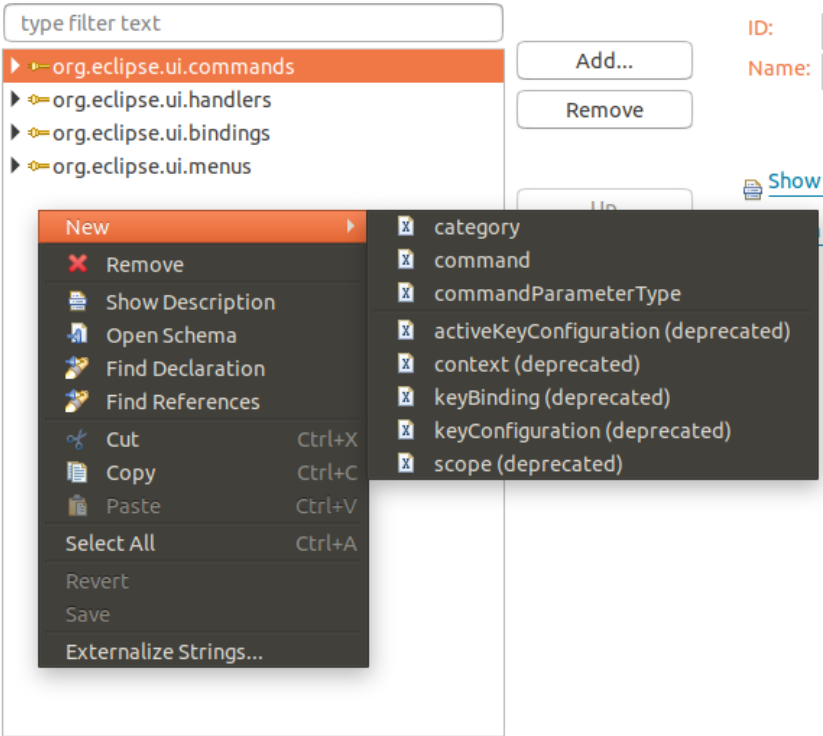 type filter text
org.eclipse.ui.commands
org.eclipse.ui.handlers
org.eclipse.ui.bindings
org.eclipse.ui.menus
Add...
Remove
Up
ID:
Name:
Show
New
Remove
Show Description
Open Schema
Find Declaration
Find References
Cut Ctrl+X
Copy Ctrl+C
Paste Ctrl+V
Select All Ctrl+A
Revert
Save
Externalize Strings...
category
command
commandParameterType
activeKeyConfiguration (deprecated)
context (deprecated)
keyBinding (deprecated)
keyConfiguration (deprecated)
scope (deprecated)